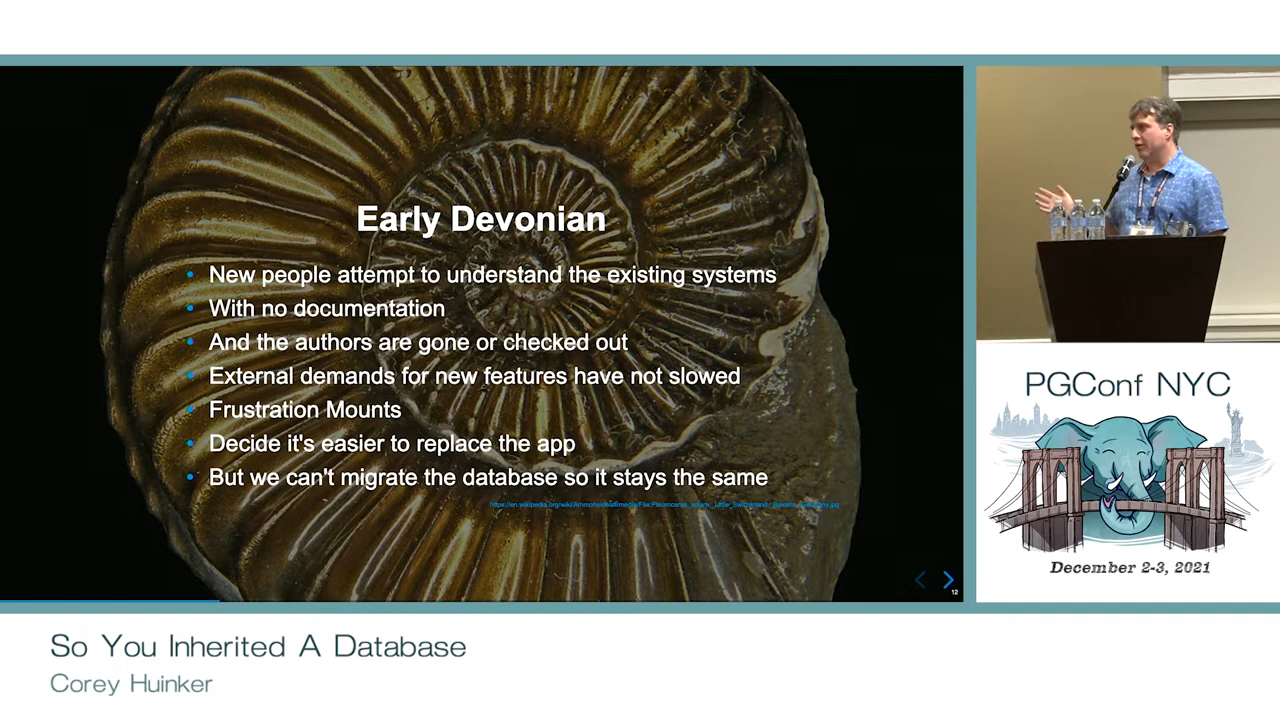 Early Devonian
New people attempt to understand the existing systems
With no documentation
And the authors are gone or checked out
External demands for new features have not slowed
Frustration Mounts
Decide it's easier to replace the app
But we can't migrate the database so it stays the same
12
PGConf NYC
December 2-3, 2021
So You Inherited A Database
Corey Huinker